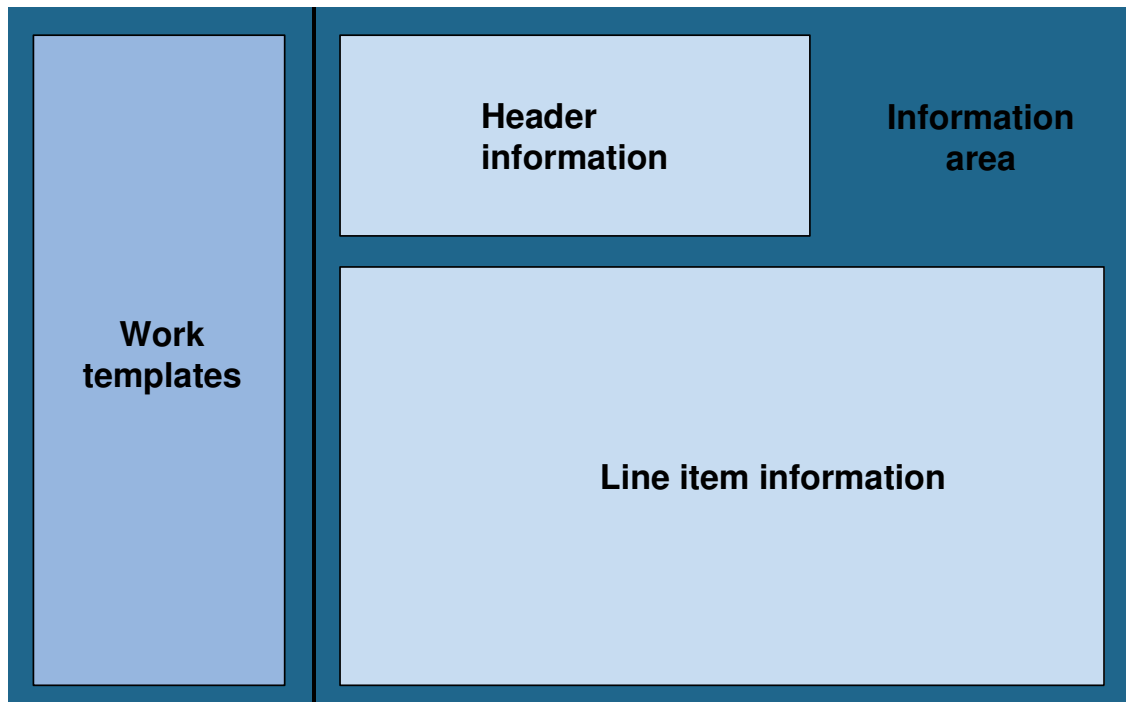 Header
information
Information
area
Work
templates
Line item information